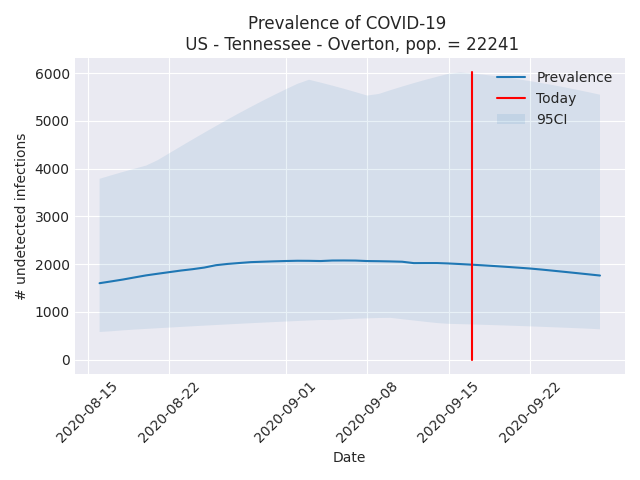 Prevalence of COVID-19
US - Tennessee - Overton, pop. = 22241
6000
5000
4000
3000
2000
1000
0
# undetected infections
Prevalence
Today
95CI
2020-08-15
2020-08-22
2020-09-01
2020-09-08
2020-09-15
2020-09-22
Date